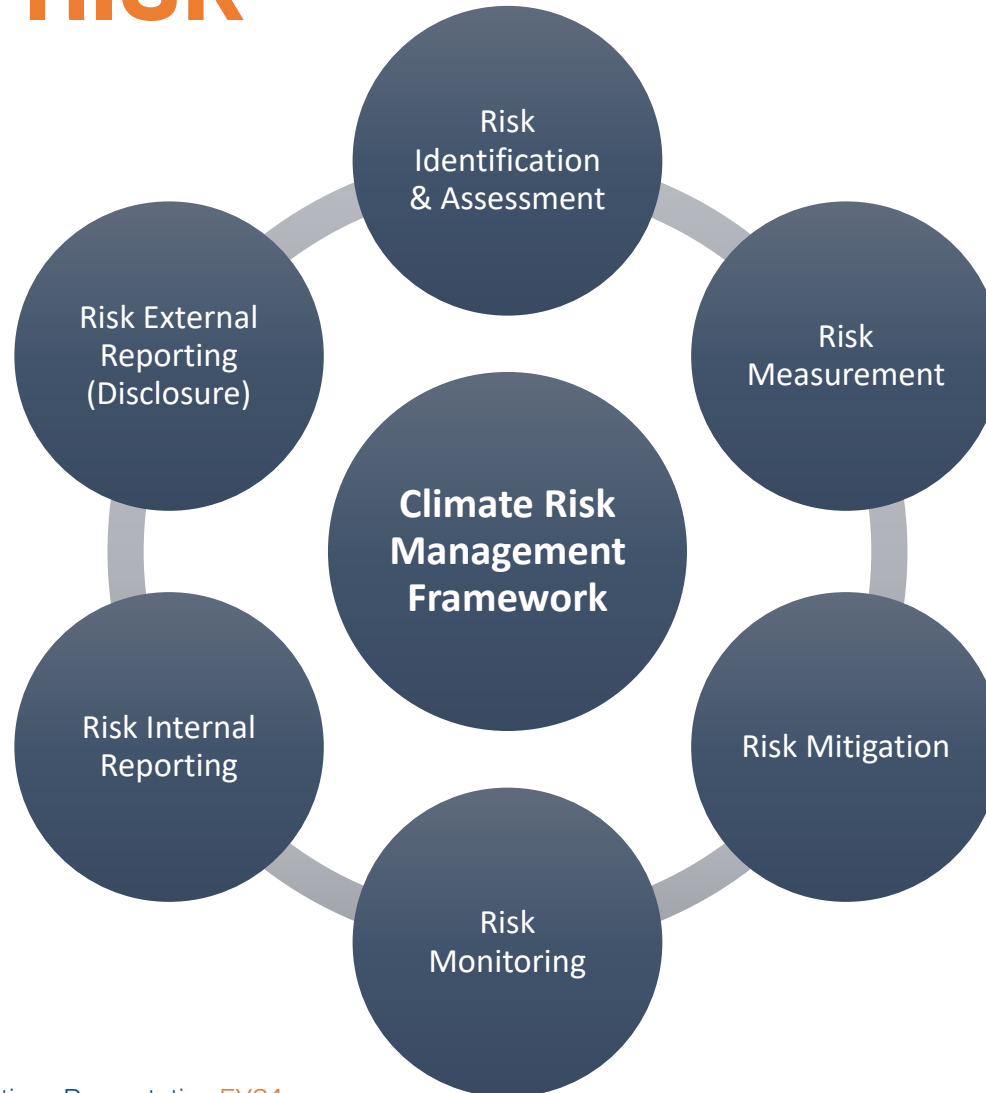 Risk
Identification
& Assessment
Risk
Measurement
Risk Mitigation
Risk
Monitoring
Risk Internal
Reporting
Risk External
Reporting
(Disclosure)
Climate Risk
Management
Framework